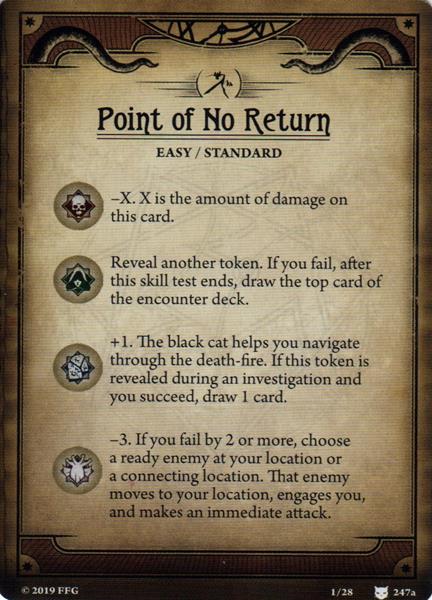 Point of No Return
EASY / STANDARD
–X. X is the amount of damage on
this card.
Reveal another token. If you fail, after
this skill test ends, draw the top card of
the encounter deck.
+1. The black cat helps you navigate
through the death-fire. If this token is
revealed during an investigation and
you succeed, draw 1 card.
–3. If you fail by 2 or more, choose
a ready enemy at your location or
a connecting location. That enemy
moves to your location, engages you,
and makes an immediate attack.
© 2019 FFG 1/28 247a